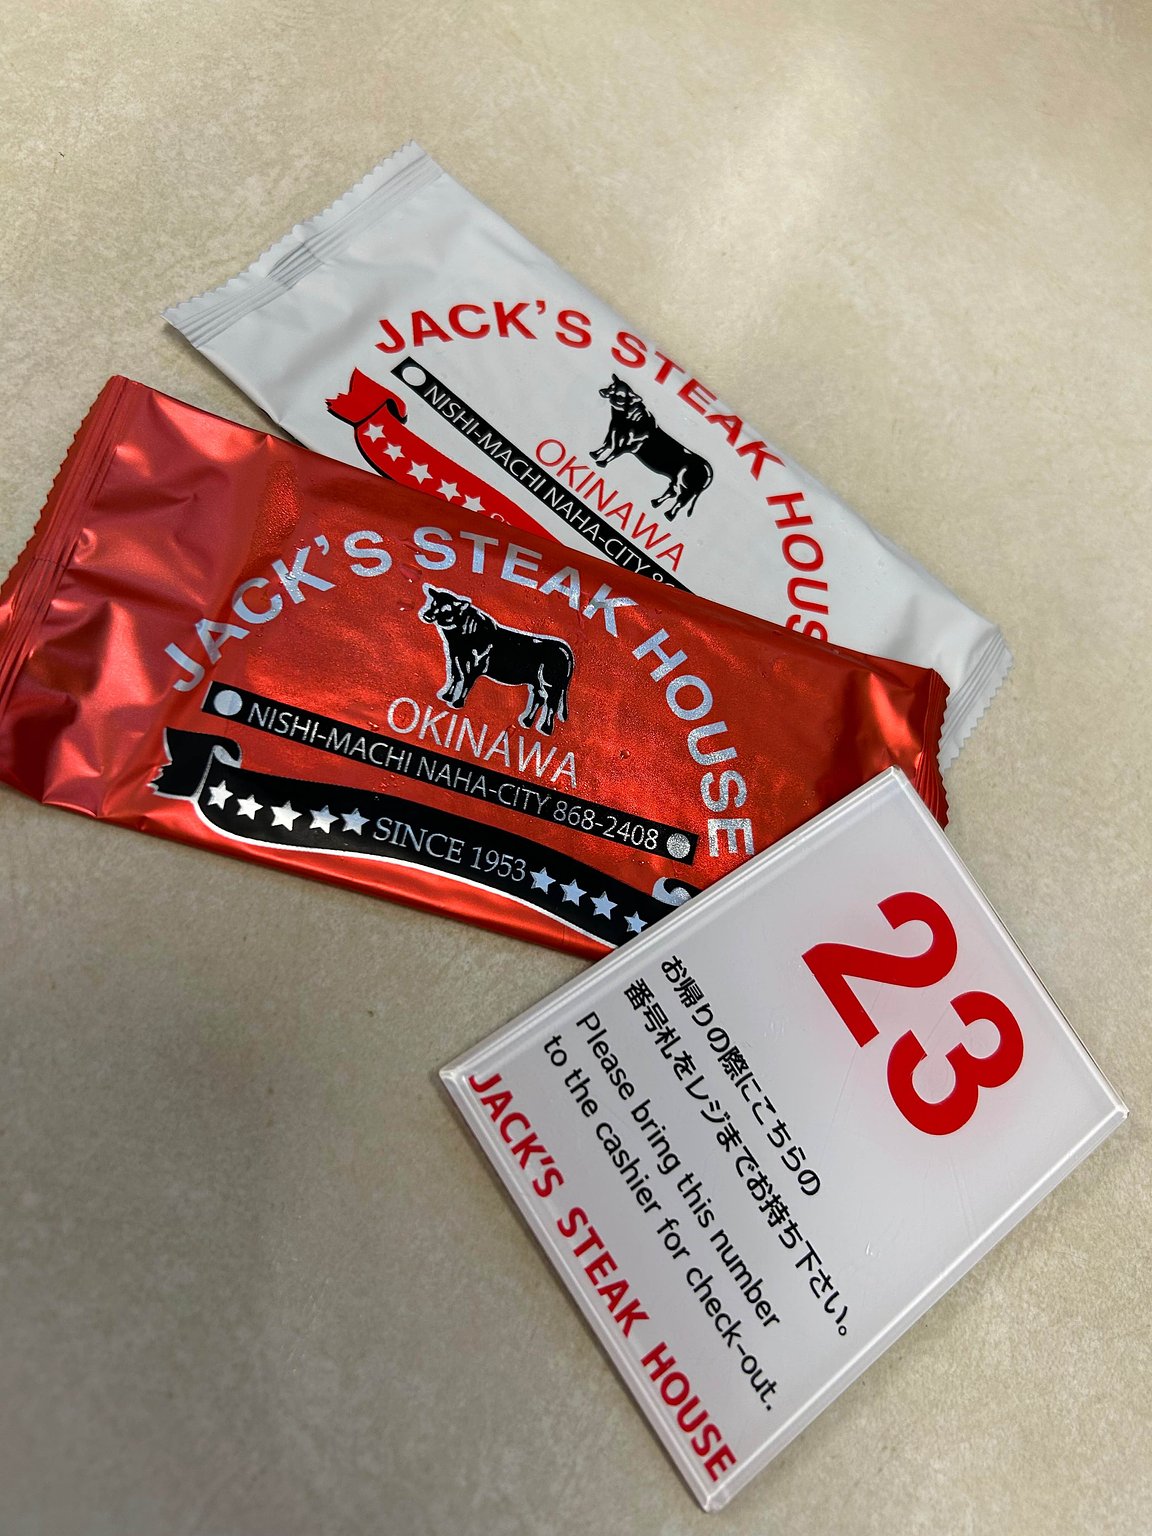 JACK'S STEAK HOUS
OKINAWA
NISHI-MACHI NAHA-CITY 8
JACK'S STEAK HOUSE
OKINAWA
NISHI-MACHI NAHA-CITY 868-2408
SINCE 1953
23
お帰りの際にこちらの
番号札をレジまでお持ち下さい。
Please bring this number
to the cashier for check-out.
JACK'S STEAK HOUSE